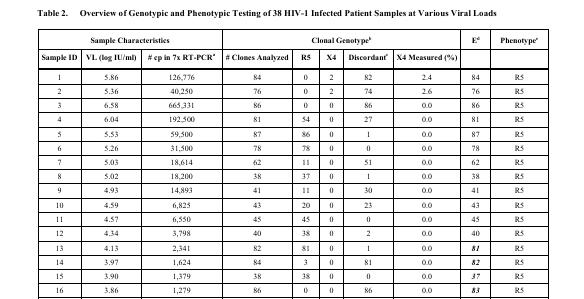 Table 2. Overview of Genotypic and Phenotypic Testing of 38 HIV-1 Infected Patient Samples at Various Viral Loads
Sample Characteristics Clonal Genotypeᵇ Eᵈ Phenotypeᵉ
Sample ID VL (log IU/ml) # cp in 7x RT-PCRᵃ # Clones Analyzed R5 X4 Discordantᶜ X4 Measured (%)
1 5.86 126,776 84 0 2 82 2.4 84 R5
2 5.36 40,250 76 0 2 74 2.6 76 R5
3 6.58 665,331 86 0 0 86 0.0 86 R5
4 6.04 192,500 81 54 0 27 0.0 81 R5
5 5.53 59,500 87 86 0 1 0.0 87 R5
6 5.26 31,500 78 78 0 0 0.0 78 R5
7 5.03 18,614 62 11 0 51 0.0 62 R5
8 5.02 18,200 38 37 0 1 0.0 38 R5
9 4.93 14,893 41 11 0 30 0.0 41 R5
10 4.59 6,825 43 20 0 23 0.0 43 R5
11 4.57 6,550 45 45 0 0 0.0 45 R5
12 4.34 3,798 40 38 0 2 0.0 40 R5
13 4.13 2,341 82 81 0 1 0.0 81 R5
14 3.97 1,624 84 3 0 81 0.0 82 R5
15 3.90 1,379 38 38 0 0 0.0 37 R5
16 3.86 1,279 86 0 0 86 0.0 83 R5